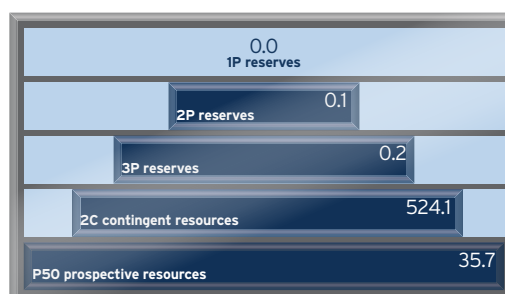 0.0
1P reserves
0.1
2P reserves
0.2
3P reserves
524.1
2C contingent resources
35.7
P50 prospective resources